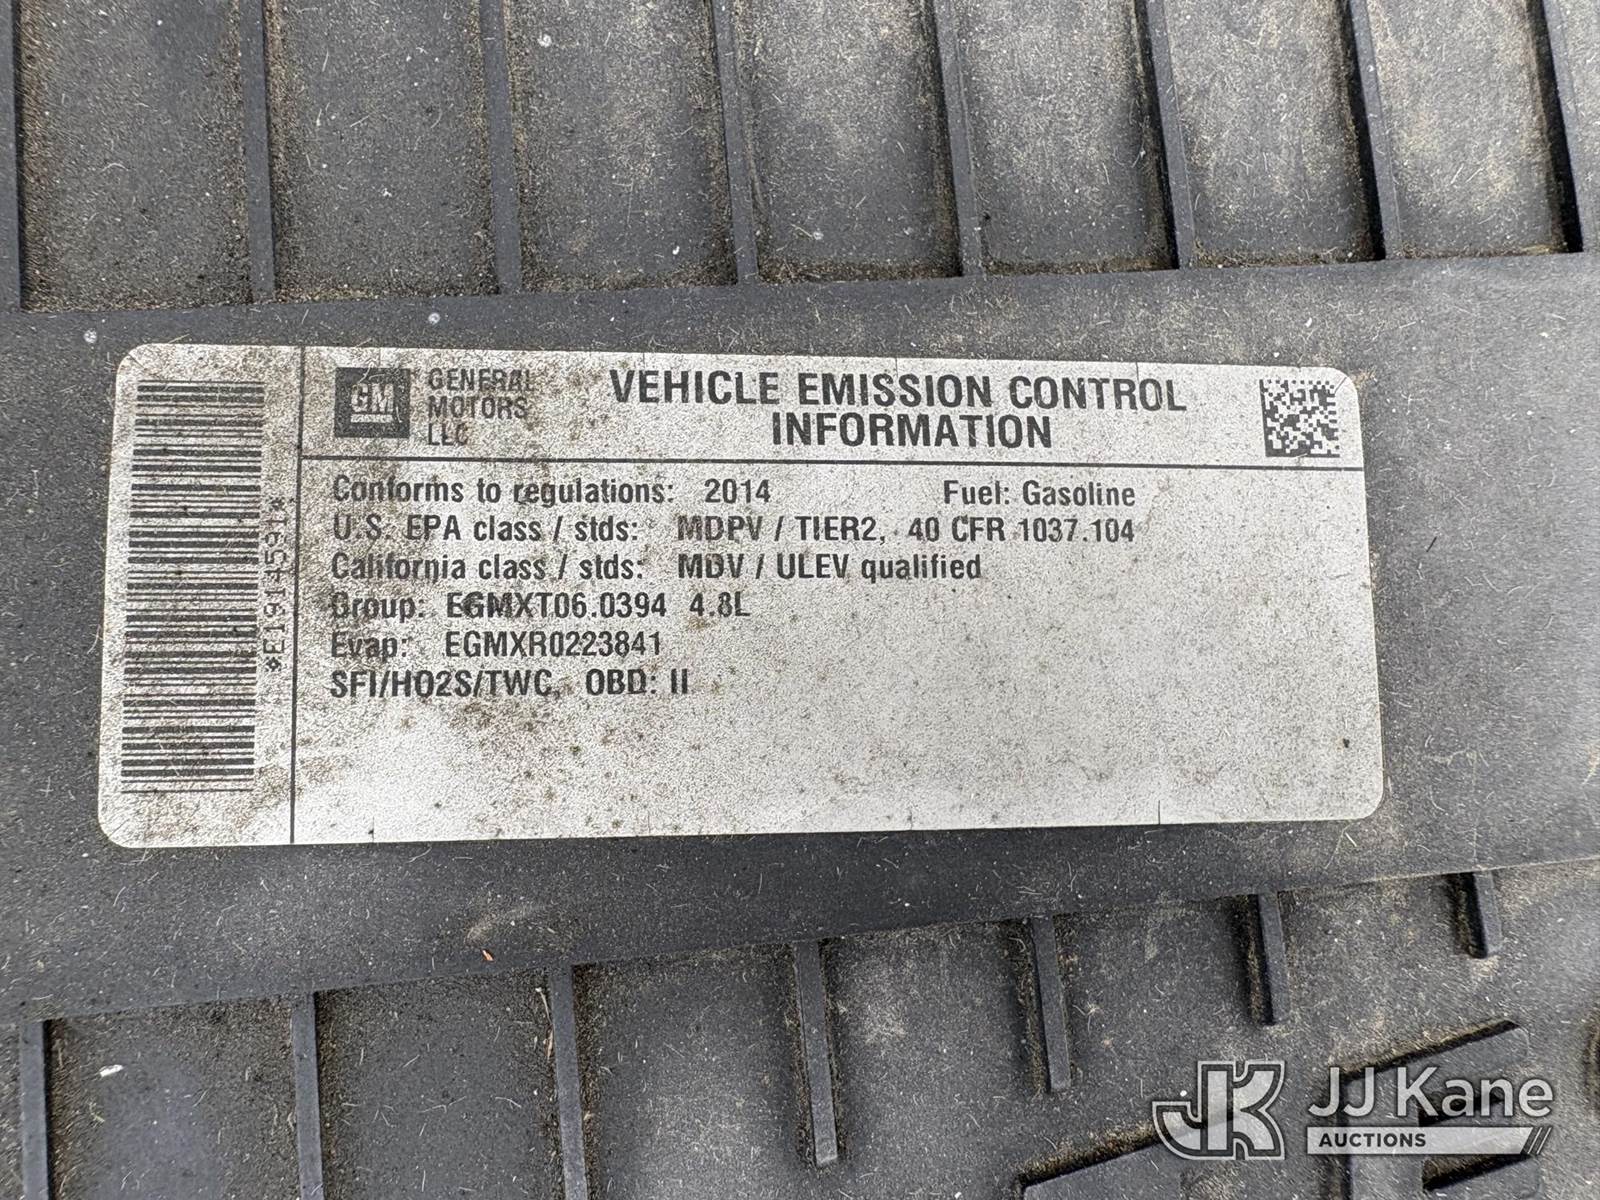 GM GENERAL MOTORS LLC
VEHICLE EMISSION CONTROL
INFORMATION
Conforms to regulations: 2014 Fuel: Gasoline
U.S. EPA class / stds: MDPV / TIER2, 40 CFR 1037.104
California class / stds: MDV / ULEV qualified
Group: EGMXT06.0394 4.8L
Evap: EGMXR0223841
SFI/HO2S/TWC, OBD: II
*E1914591*
JK JJ Kane
AUCTIONS